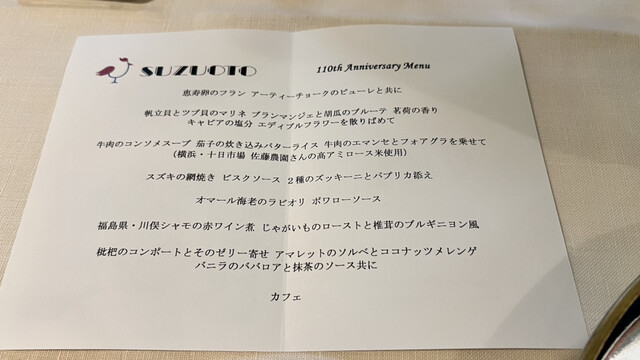 SUZUOTO
110th Anniversary Menu
恵寿卵のフラン アーティーチョークのピューレと共に
帆立貝とツブ貝のマリネ ブランマンジェと胡瓜のブルーテ 茗荷の香り
キャビアの塩分 エディブルフラワーを散りばめて
牛肉のコンソメスープ 茄子の炊き込みバターライス 牛肉のエマンセとフォアグラを乗せて
（横浜・十日市場 佐藤農園さんの高アミロース米使用）
スズキの網焼き ビスクソース ２種のズッキーニとパプリカ添え
オマール海老のラビオリ ポワローソース
福島県・川俣シャモの赤ワイン煮 じゃがいものローストと椎茸のブルギニヨン風
枇杷のコンポートとそのゼリー寄せ アマレットのソルベとココナッツメレンゲ
バニラのババロアと抹茶のソース共に
カフェ